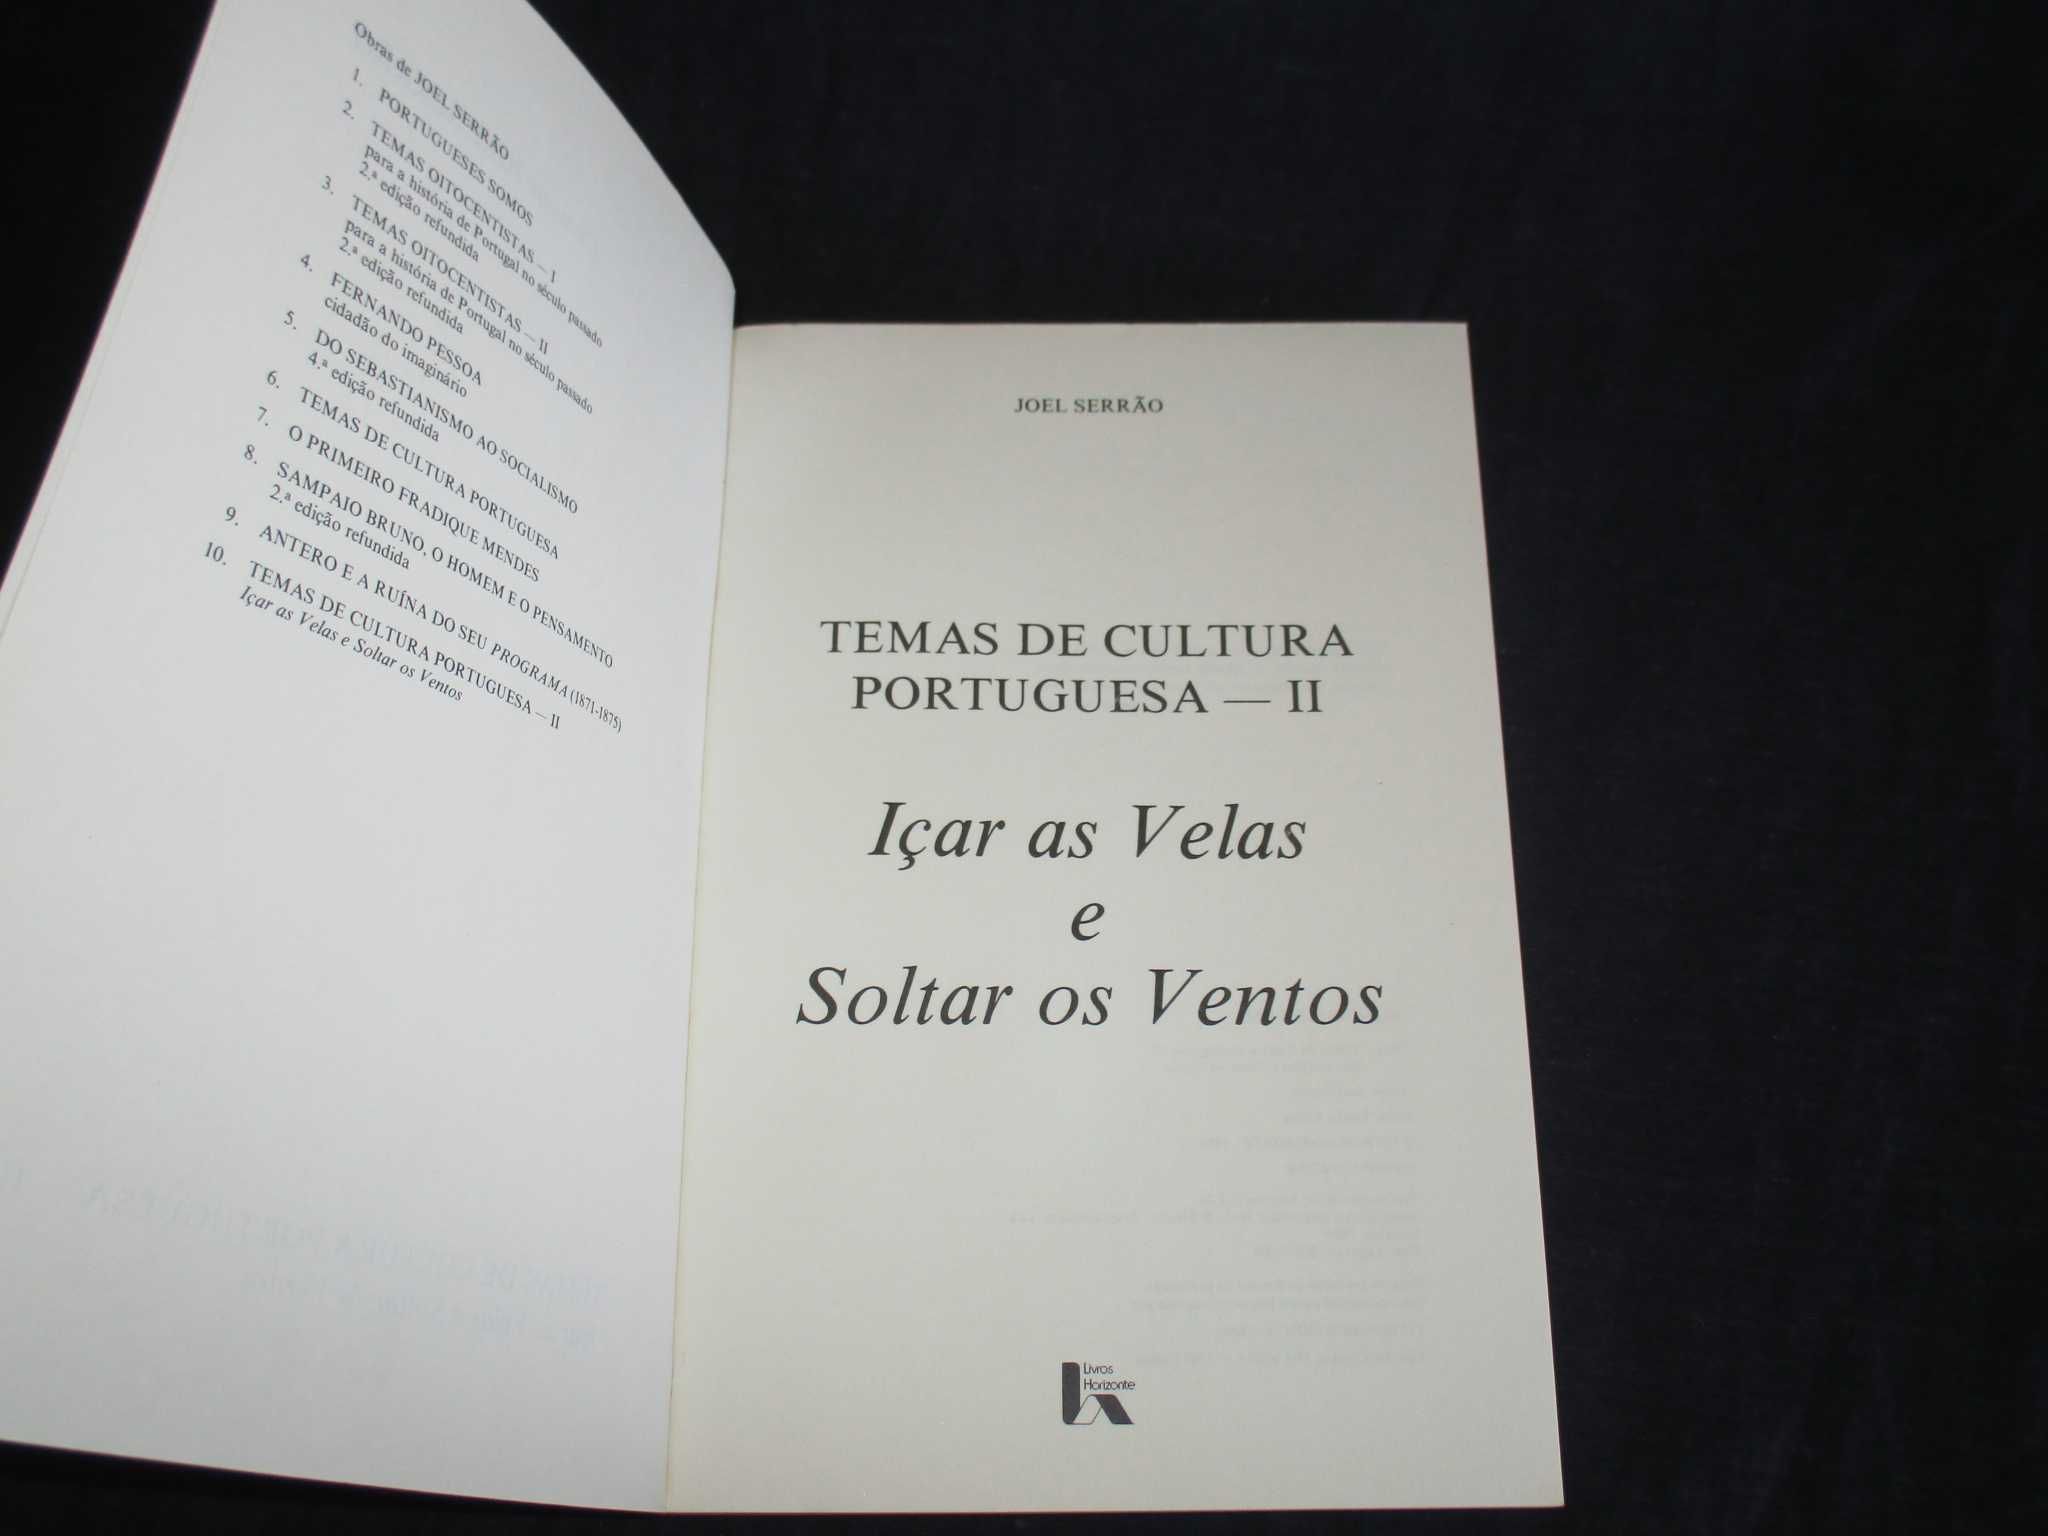 Obras de JOEL SERRÃO
1. PORTUGUESES SOMOS
2. TEMAS OITOCENTISTAS — I
para a história de Portugal no século passado
2.ª edição refundida
3. TEMAS OITOCENTISTAS — II
para a história de Portugal no século passado
2.ª edição refundida
4. FERNANDO PESSOA
cidadão do imaginário
5. DO SEBASTIANISMO AO SOCIALISMO
4.ª edição refundida
6. TEMAS DE CULTURA PORTUGUESA
7. O PRIMEIRO FRADIQUE MENDES
8. SAMPAIO BRUNO, O HOMEM E O PENSAMENTO
2.ª edição refundida
9. ANTERO E A RUÍNA DO SEU PROGRAMA (1871-1875)
10. TEMAS DE CULTURA PORTUGUESA — II
Içar as Velas e Soltar os Ventos
JOEL SERRÃO
TEMAS DE CULTURA
PORTUGUESA — II
Içar as Velas
e
Soltar os Ventos
Livros
Horizonte